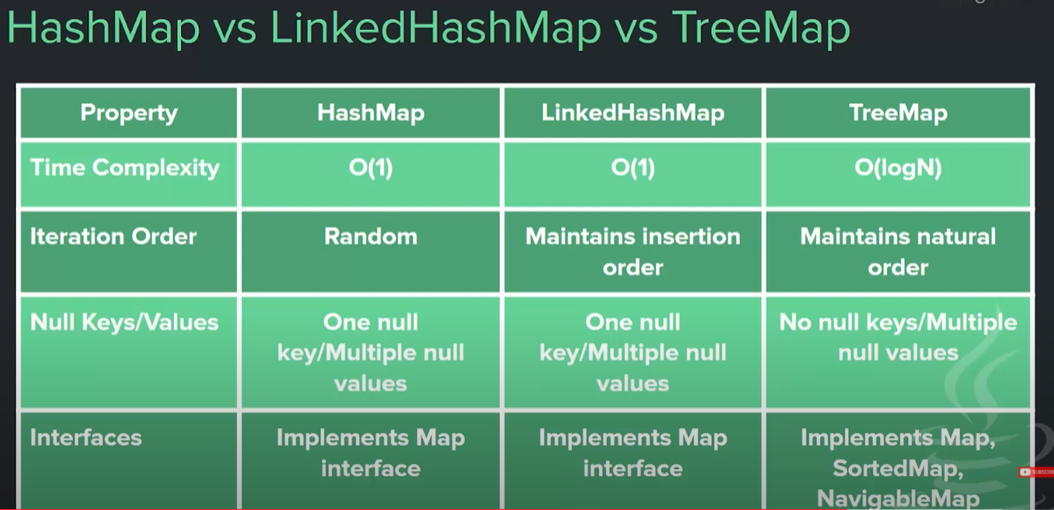 HashMap vs LinkedHashMap vs TreeMap
Property
HashMap
LinkedHashMap
TreeMap
Time Complexity
O(1)
O(1)
O(logN)
Iteration Order
Random
Maintains insertion
order
Maintains natural
order
Null Keys/Values
One null
key/Multiple null
values
One null
key/Multiple null
values
No null keys/Multiple
null values
Interfaces
Implements Map
interface
Implements Map
interface
Implements Map,
SortedMap,
NavigableMap
SUBSCRIBE